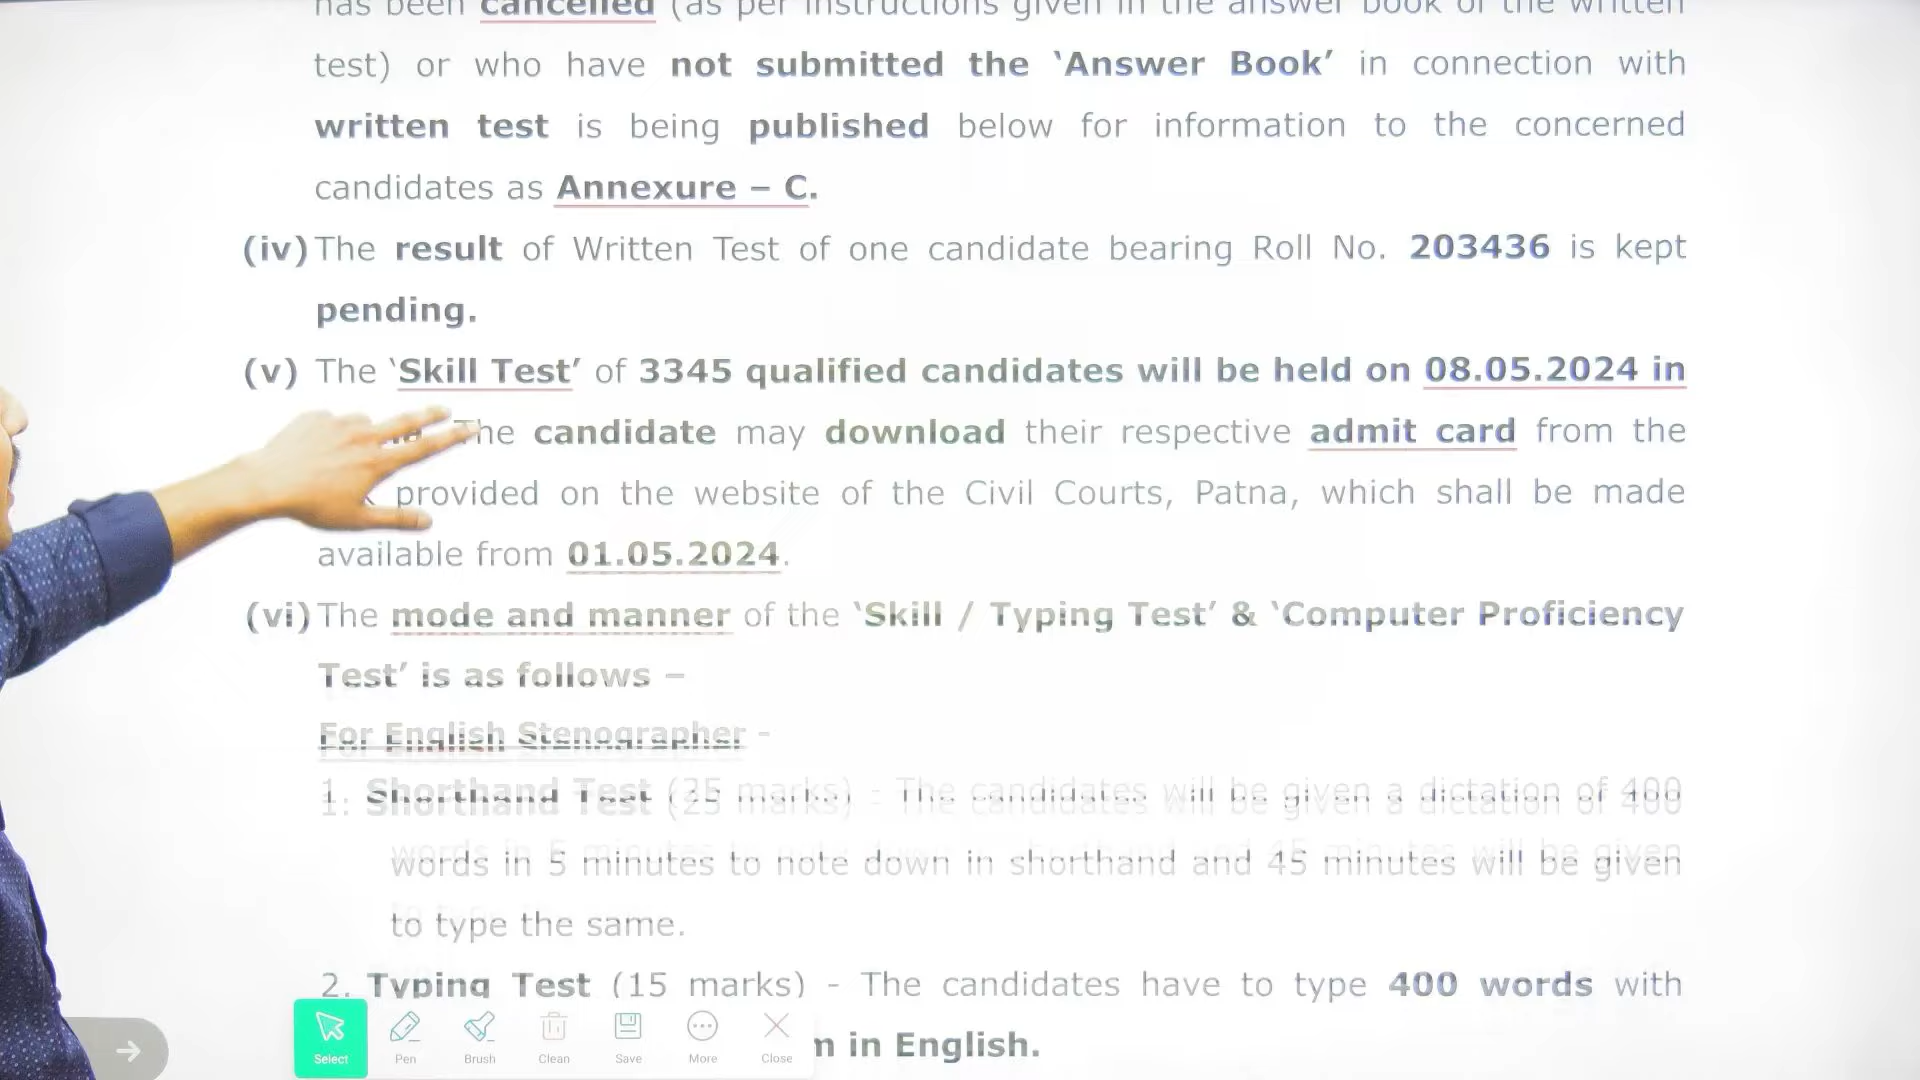 has been cancelled (as per instructions given in the answer book of the written
test) or who have not submitted the ‘Answer Book’ in connection with
written test is being published below for information to the concerned
candidates as Annexure – C.
(iv) The result of Written Test of one candidate bearing Roll No. 203436 is kept
pending.
(v) The ‘Skill Test’ of 3345 qualified candidates will be held on 08.05.2024 in
The candidate may download their respective admit card from the
provided on the website of the Civil Courts, Patna, which shall be made
available from 01.05.2024.
(vi) The mode and manner of the ‘Skill / Typing Test’ & ‘Computer Proficiency
Test’ is as follows –
For English Stenographer -
1. Shorthand Test (25 marks) - The candidates will be given a dictation of 400
words in 5 minutes to note down in shorthand and 45 minutes will be given
to type the same.
2. Typing Test (15 marks) - The candidates have to type 400 words with
in English.
Select Pen Brush Clean Save More Close